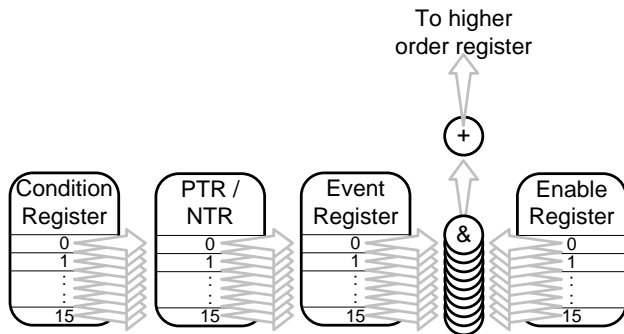 To higher
order register
+
Condition
Register
PTR /
NTR
Event
Register
&
Enable
Register
0
0
0
0
1
1
1
1
:
:
:
:
:
:
:
:
15
15
15
15